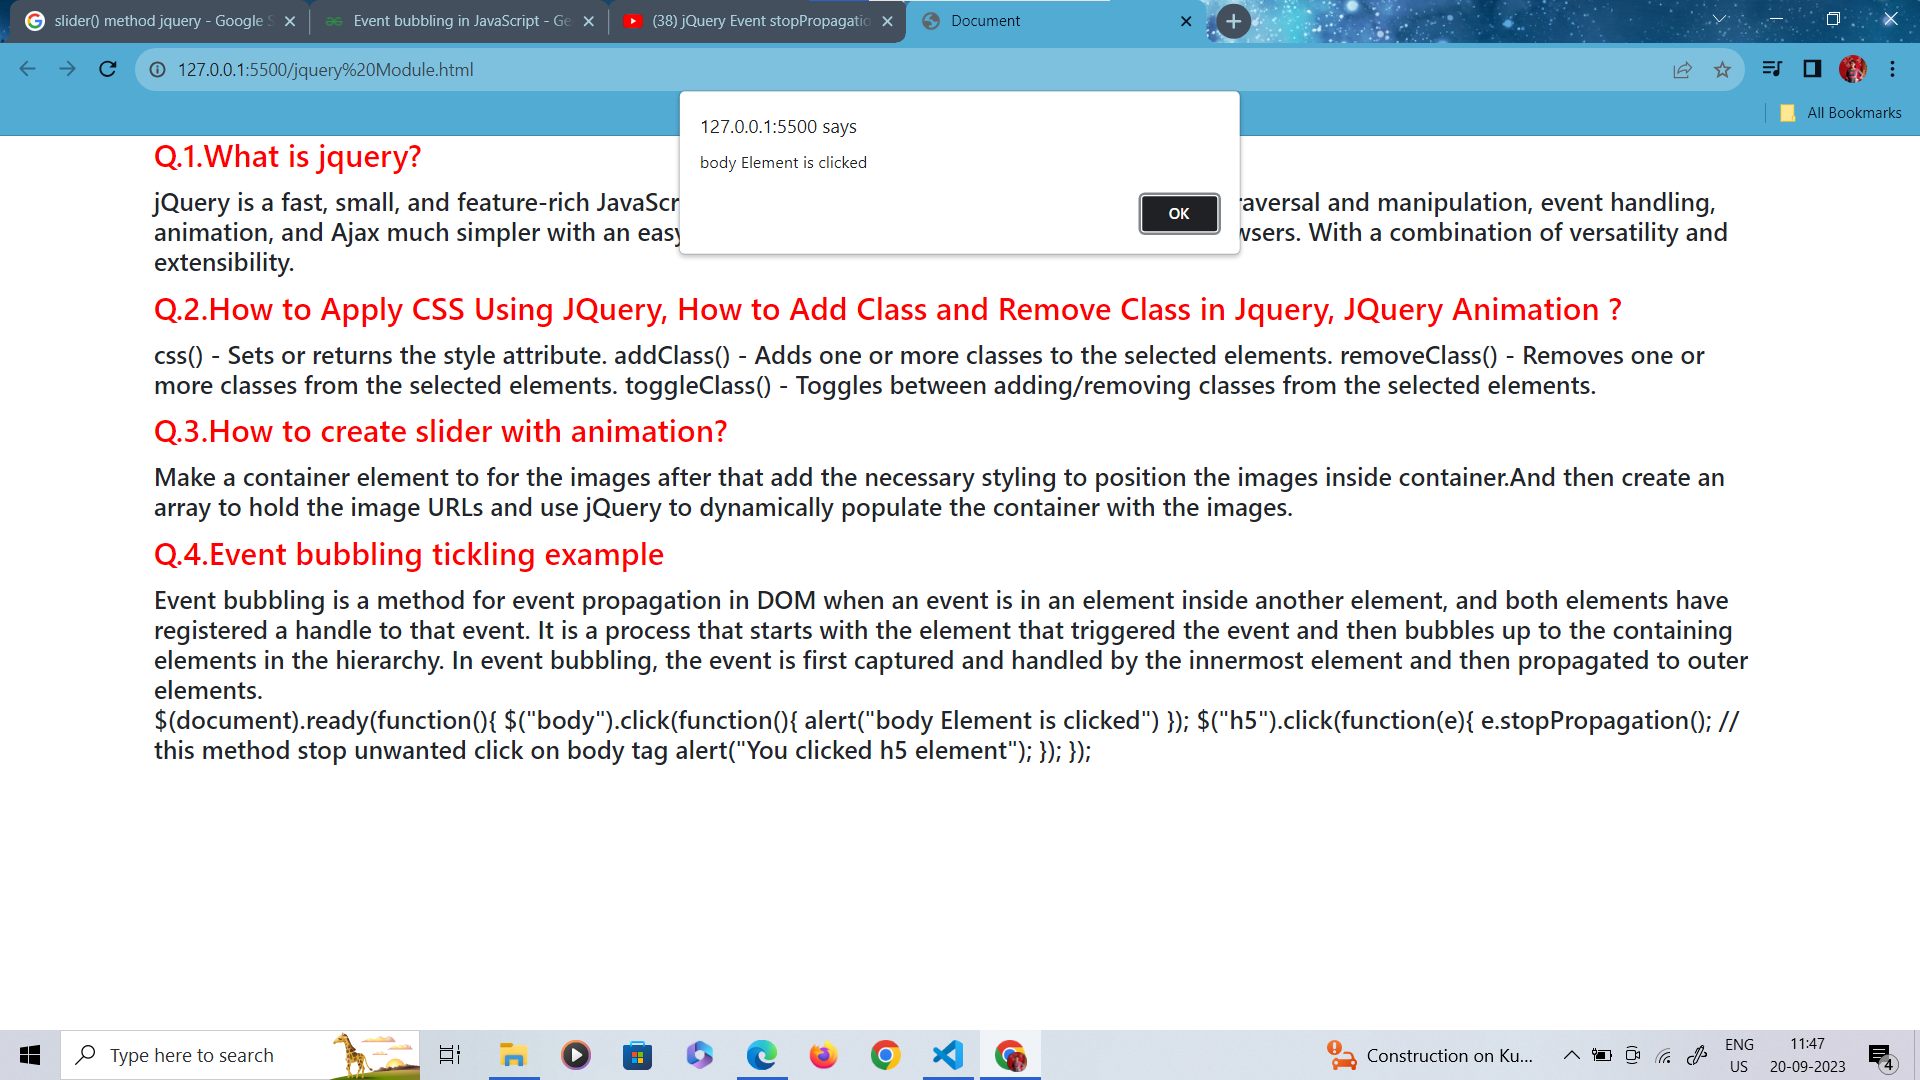 slider() method jquery - Google S
Event bubbling in JavaScript - Ge
(38) jQuery Event stopPropagatio
Document
127.0.0.1:5500/jquery%20Module.html
All Bookmarks
127.0.0.1:5500 says
body Element is clicked
OK
Q.1.What is jquery?
jQuery is a fast, small, and feature-rich JavaScr raversal and manipulation, event handling,
animation, and Ajax much simpler with an easy wsers. With a combination of versatility and
extensibility.
Q.2.How to Apply CSS Using JQuery, How to Add Class and Remove Class in Jquery, JQuery Animation ?
css() - Sets or returns the style attribute. addClass() - Adds one or more classes to the selected elements. removeClass() - Removes one or
more classes from the selected elements. toggleClass() - Toggles between adding/removing classes from the selected elements.
Q.3.How to create slider with animation?
Make a container element to for the images after that add the necessary styling to position the images inside container.And then create an
array to hold the image URLs and use jQuery to dynamically populate the container with the images.
Q.4.Event bubbling tickling example
Event bubbling is a method for event propagation in DOM when an event is in an element inside another element, and both elements have
registered a handle to that event. It is a process that starts with the element that triggered the event and then bubbles up to the containing
elements in the hierarchy. In event bubbling, the event is first captured and handled by the innermost element and then propagated to outer
elements.
$(document).ready(function(){ $("body").click(function(){ alert("body Element is clicked") }); $("h5").click(function(e){ e.stopPropagation(); //
this method stop unwanted click on body tag alert("You clicked h5 element"); }); });
Type here to search
Construction on Ku...
ENG
US
11:47
20-09-2023
4